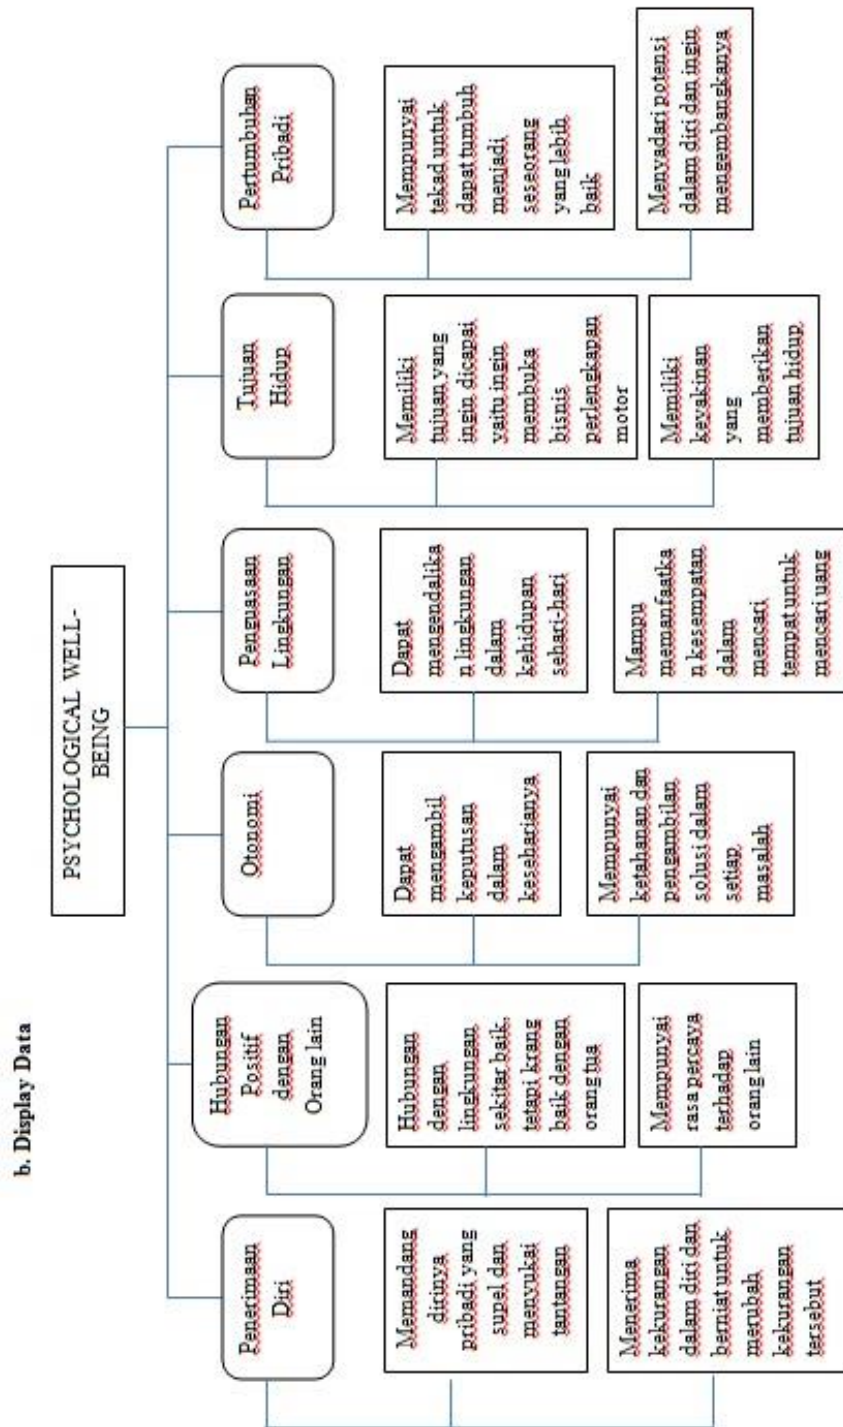 b. Display Data
PSYCHOLOGICAL WELL-
BEING
Penerimaan
Diri
Memandang
dirinya
pribadi yang
supel dan
menyukai
tantangan
Menerima
kekurangan
dalam diri dan
berniat untuk
merubah
kekurangan
tersebut
Hubungan
Positif
dengan
Orang lain
Hubungan
dengan
lingkungan
sekitar baik,
tetapi krang
baik dengan
orang tua
Mempunyai
rasa percaya
terhadap
orang lain
Otonomi
Dapat
mengambil
keputusan
dalam
kesehariannya
Mempunyai
ketahanan dan
pengambilan
solusi dalam
setiap
masalah
Penguasaan
Lingkungan
Dapat
mengendalika
n lingkungan
dalam
kehidupan
sehari-hari
Mampu
memanfaatka
n kesempatan
dalam
mencari
tempat untuk
mencari uang
Tujuan
Hidup
Memiliki
tujuan yang
ingin dicapai
yaitu ingin
membuka
bisnis
perlengkapan
motor
Memiliki
keyakinan
yang
memberikan
tujuan hidup
Pertumbuhan
Pribadi
Mempunyai
tekad untuk
dapat tumbuh
menjadi
seseorang
yang lebih
baik
Menyadari potensi
dalam diri dan ingin
mengembangkanya